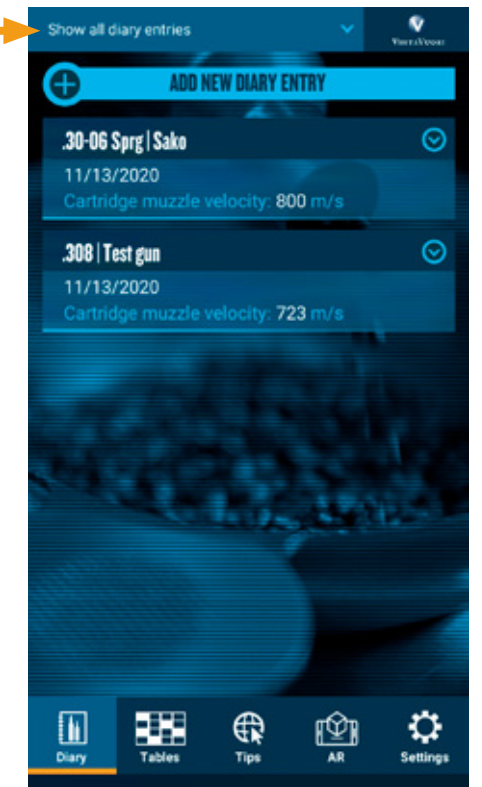 Show all diary entries
VIHTAVUORI
ADD NEW DIARY ENTRY
.30-06 Sprg | Sako
11/13/2020
Cartridge muzzle velocity: 800 m/s
.308 | Test gun
11/13/2020
Cartridge muzzle velocity: 723 m/s
Diary
Tables
Tips
AR
Settings